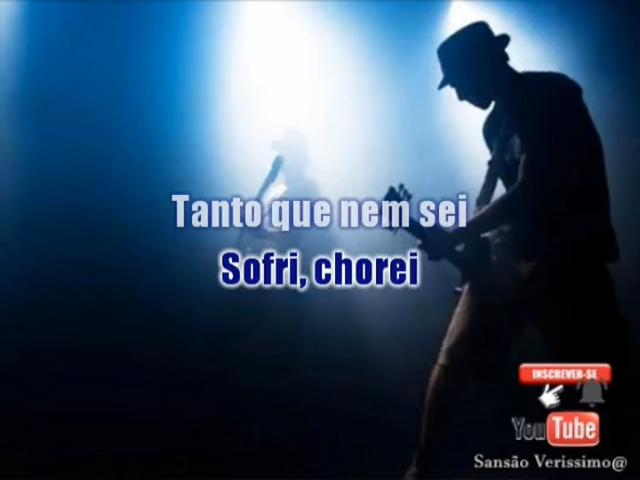 Tanto que nem sei
Sofri, chorei
INSCREVER-SE
YouTube
Sansão Verissimo@